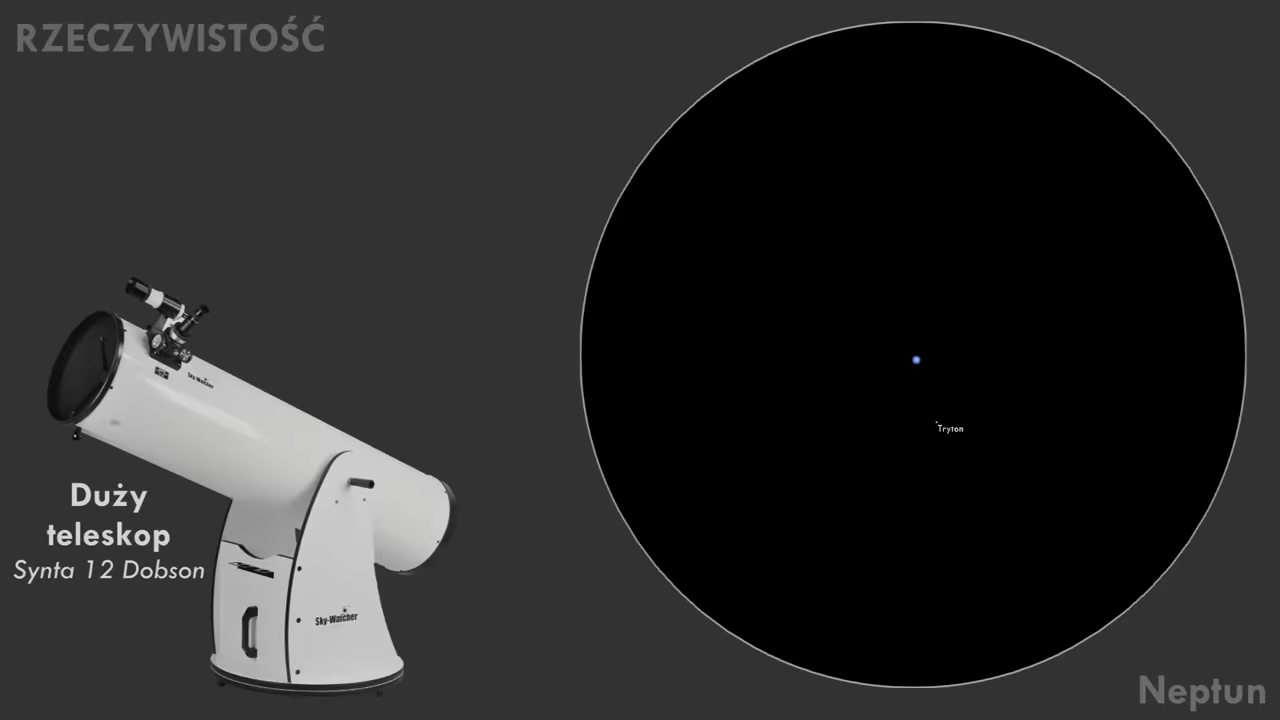 RZECZYWISTOŚĆ
Sky-Watcher
Duży
teleskop
Synta 12 Dobson
Sky-Watcher
Tryton
Neptun